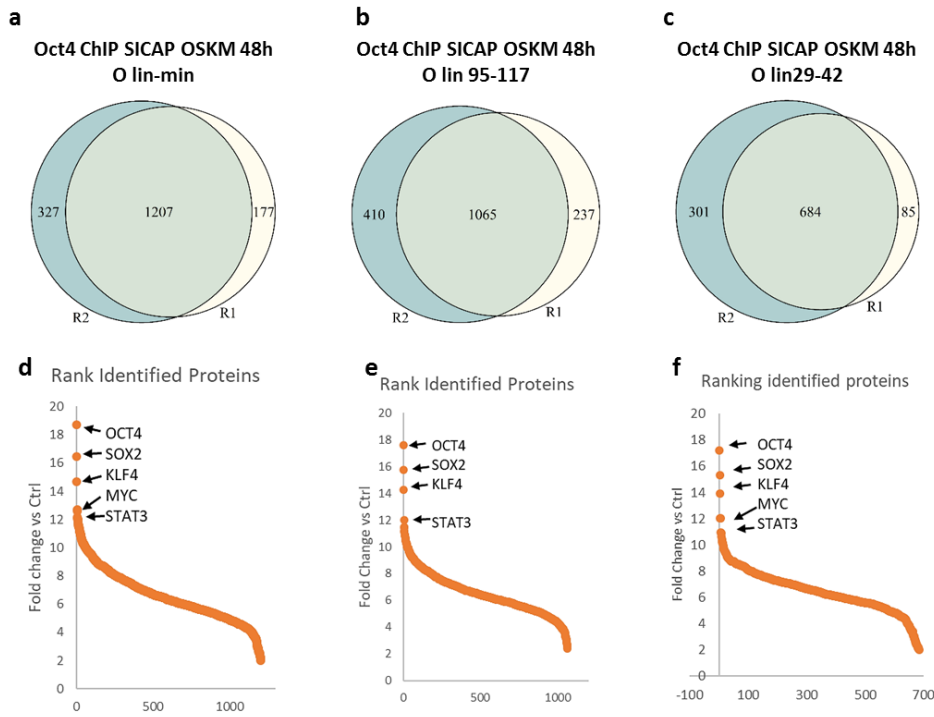 a
Oct4 ChIP SICAP OSKM 48h
O lin-min
327
1207
177
R2
R1
b
Oct4 ChIP SICAP OSKM 48h
O lin 95-117
410
1065
237
R2
R1
c
Oct4 ChIP SICAP OSKM 48h
O lin29-42
301
684
85
R2
R1
d
Rank Identified Proteins
Fold change vs Ctrl
20
18
16
14
12
10
8
6
4
2
0
OCT4
SOX2
KLF4
MYC
STAT3
0
500
1000
e
Rank Identified Proteins
Fold Change vs Ctrl
20
18
16
14
12
10
8
6
4
2
0
OCT4
SOX2
KLF4
STAT3
0
500
1000
f
Ranking identified proteins
Fold Change vs Ctrl
20
18
16
14
12
10
8
6
4
2
0
OCT4
SOX2
KLF4
MYC
STAT3
-100
100
300
500
700